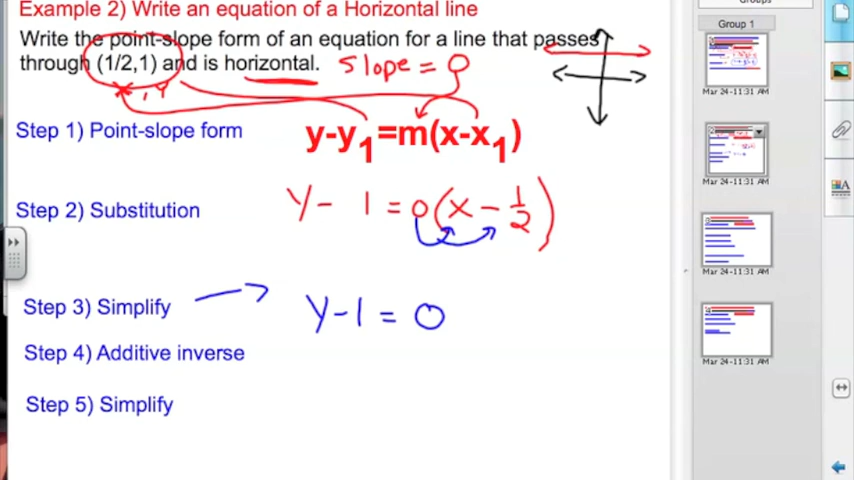 Groups
Example 2) Write an equation of a Horizontal line
Write the point-slope form of an equation for a line that passes
through (1/2,1) and is horizontal. slope = 0
x, y
Step 1) Point-slope form y-y1=m(x-x1)
Step 2) Substitution y - 1 = 0(x - 1/2)
Step 3) Simplify y - 1 = 0
Step 4) Additive inverse
Step 5) Simplify
Group 1
Mar 24-11:31 AM
Mar 24-11:31 AM
Mar 24-11:31 AM
Mar 24-11:31 AM